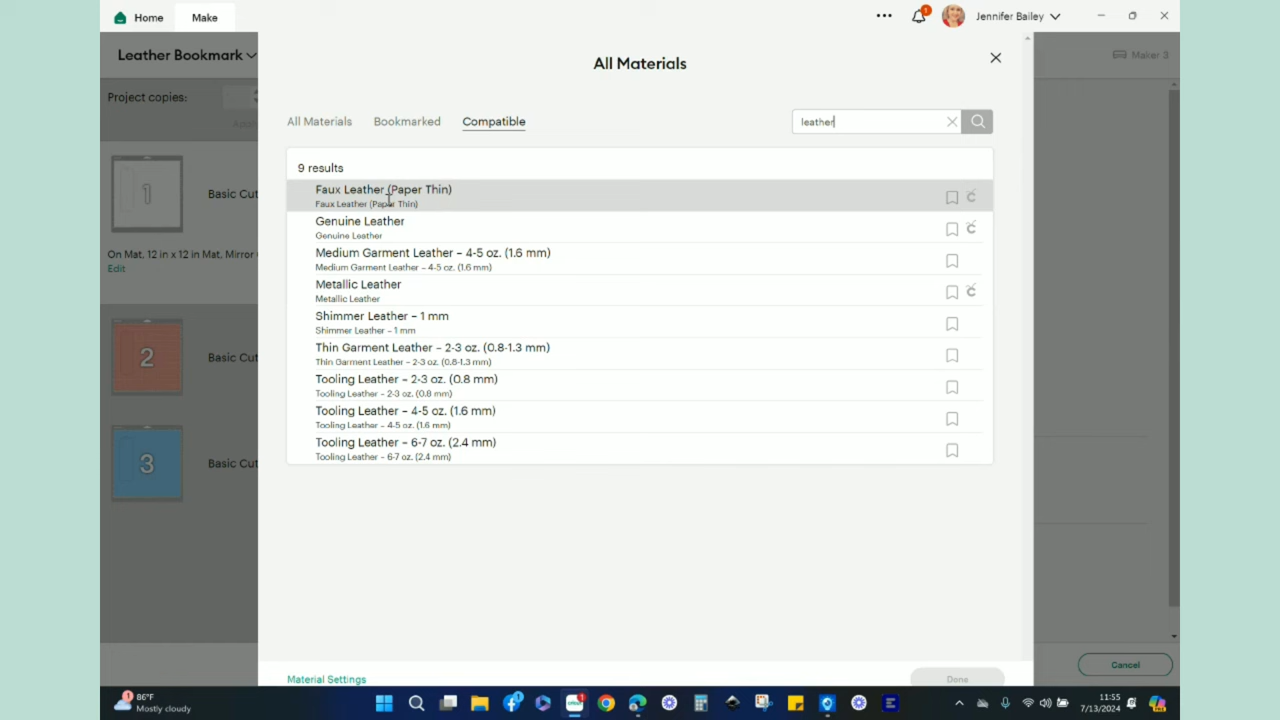 Home
Make
1
Jennifer Bailey
Leather Bookmark
Maker 3
Project copies:
All Materials
All Materials
Bookmarked
Compatible
leather
9 results
Faux Leather (Paper Thin)
Faux Leather (Paper Thin)
Genuine Leather
Genuine Leather
Medium Garment Leather – 4-5 oz. (1.6 mm)
Medium Garment Leather – 4-5 oz. (1.6 mm)
Metallic Leather
Metallic Leather
Shimmer Leather – 1 mm
Shimmer Leather – 1 mm
Thin Garment Leather – 2-3 oz. (0.8-1.3 mm)
Thin Garment Leather – 2-3 oz. (0.8-1.3 mm)
Tooling Leather – 2-3 oz. (0.8 mm)
Tooling Leather – 2-3 oz. (0.8 mm)
Tooling Leather – 4-5 oz. (1.6 mm)
Tooling Leather – 4-5 oz. (1.6 mm)
Tooling Leather – 6-7 oz. (2.4 mm)
Tooling Leather – 6-7 oz. (2.4 mm)
1
Basic Cut
On Mat, 12 in x 12 in Mat, Mirror
Edit
2
Basic Cut
3
Basic Cut
Material Settings
Done
Cancel
1
86°F
Mostly cloudy
11:55
7/13/2024